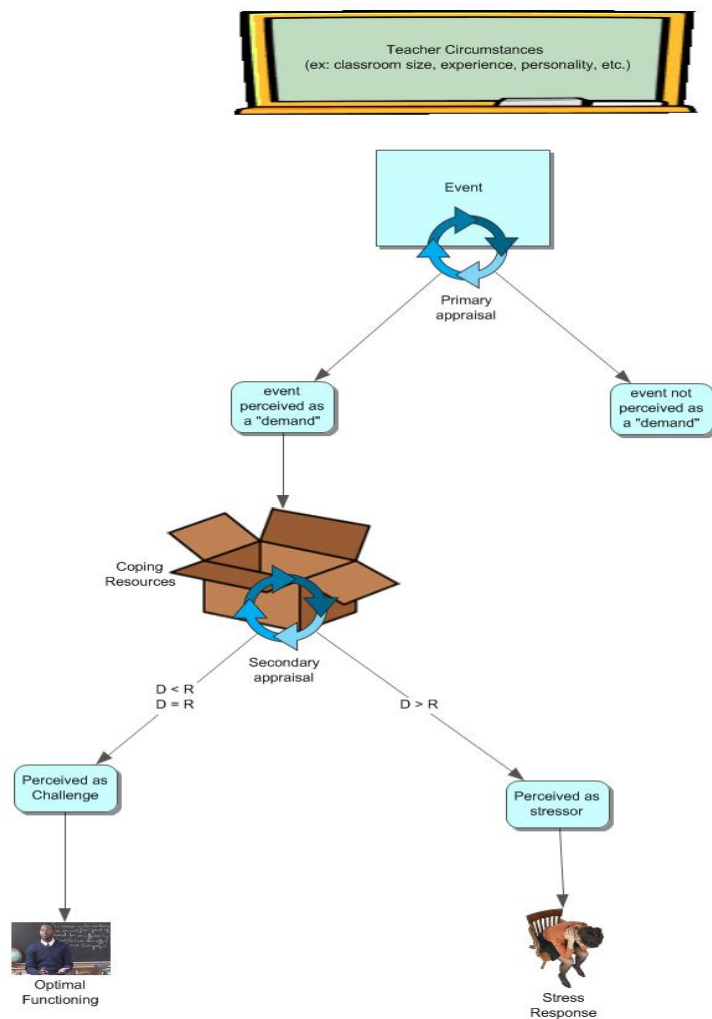 Teacher Circumstances
(ex: classroom size, experience, personality, etc.)
Event
Primary
appraisal
event
perceived as
a "demand"
event not
perceived as
a "demand"
Coping
Resources
Secondary
appraisal
D < R
D = R
D > R
Perceived as
Challenge
Perceived as
stressor
Optimal
Functioning
Stress
Response